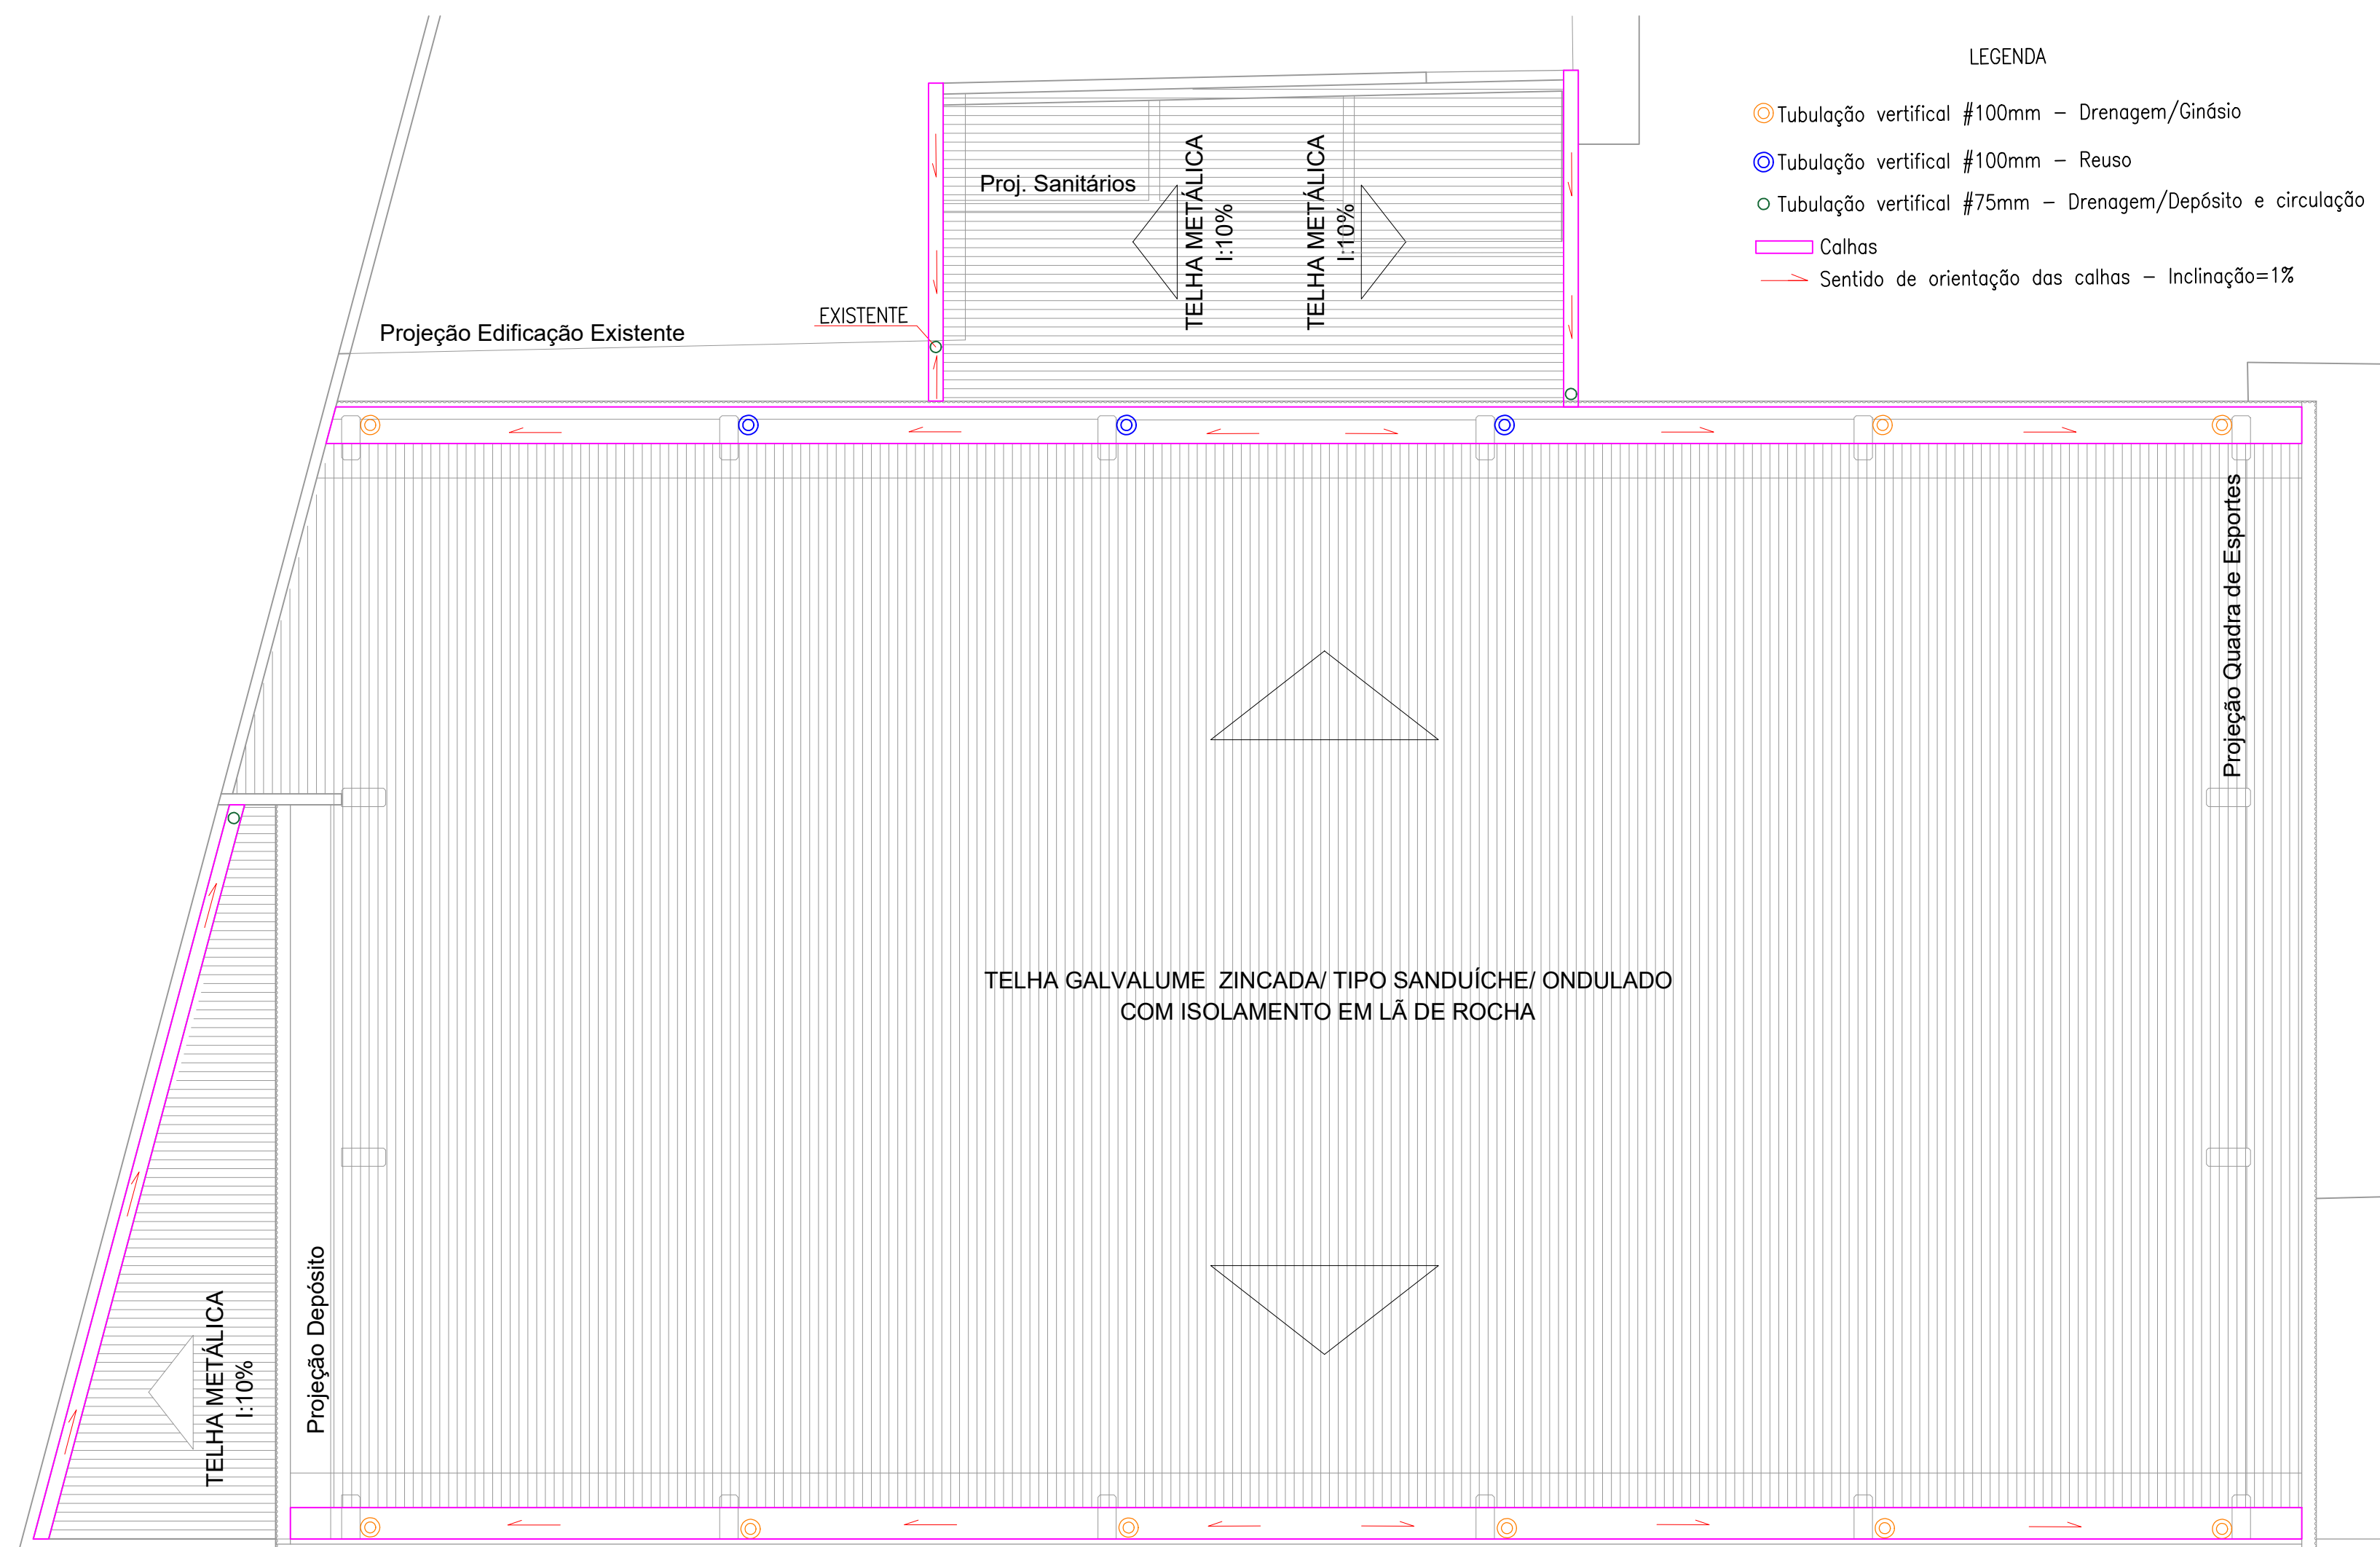 LEGENDA
Tubulação vertifical #100mm – Drenagem/Ginásio
Tubulação vertifical #100mm – Reuso
Tubulação vertifical #75mm – Drenagem/Depósito e circulação
Calhas
Sentido de orientação das calhas – Inclinação=1%
Proj. Sanitários
TELHA METÁLICA
I:10%
TELHA METÁLICA
I:10%
EXISTENTE
Projeção Edificação Existente
Projeção Quadra de Esportes
TELHA GALVALUME ZINCADA/ TIPO SANDUÍCHE/ ONDULADO
COM ISOLAMENTO EM LÃ DE ROCHA
Projeção Depósito
TELHA METÁLICA
I:10%